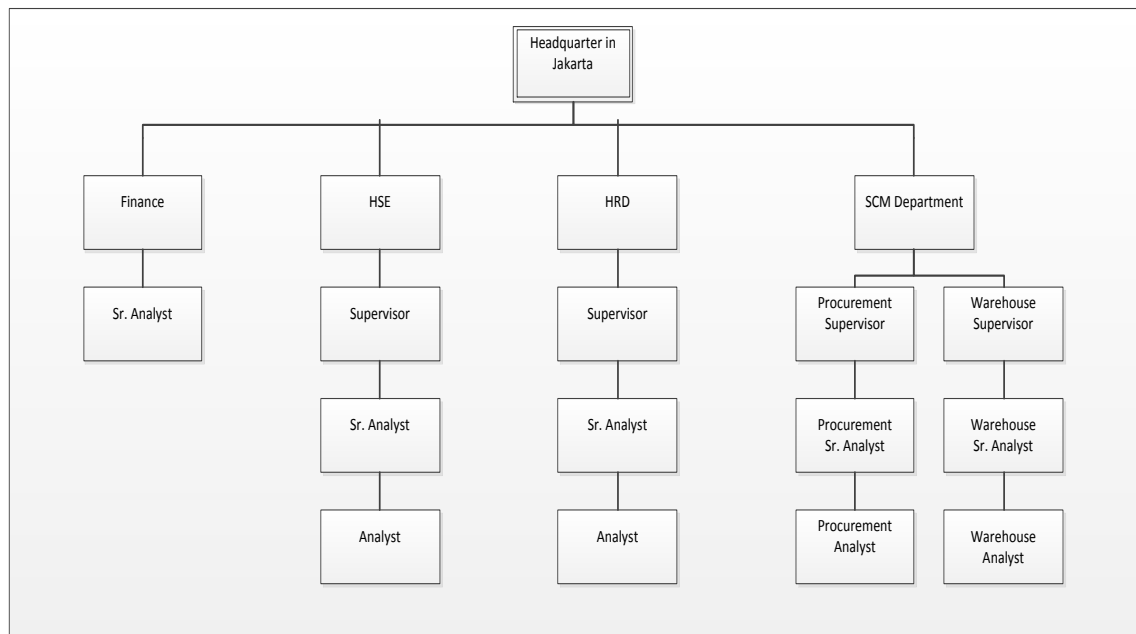 Headquarter in
Jakarta
Finance
HSE
HRD
SCM Department
Sr. Analyst
Supervisor
Supervisor
Procurement
Supervisor
Warehouse
Supervisor
Sr. Analyst
Sr. Analyst
Procurement
Sr. Analyst
Warehouse
Sr. Analyst
Analyst
Analyst
Procurement
Analyst
Warehouse
Analyst